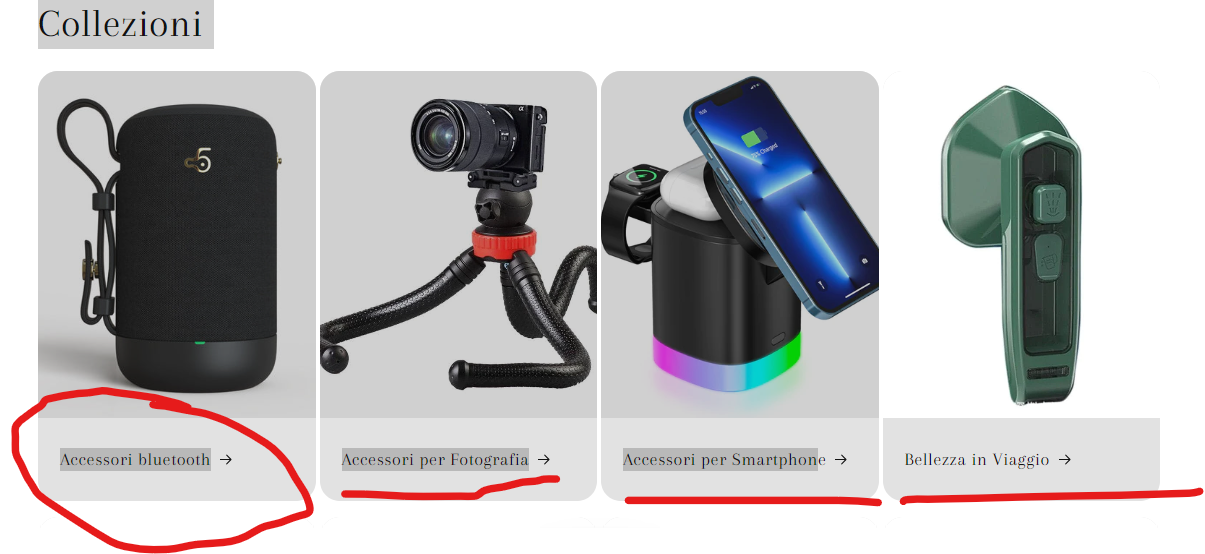 Collezioni
Accessori bluetooth →
Accessori per Fotografia →
Accessori per Smartphone →
Bellezza in Viaggio →